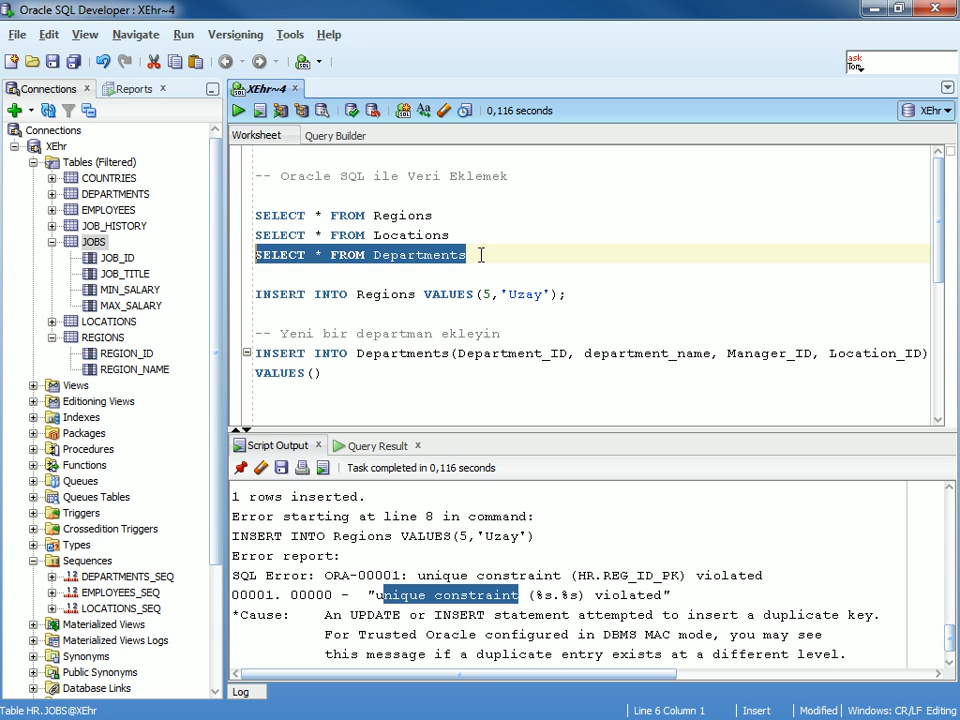 Oracle SQL Developer : XEhr~4
File Edit View Navigate Run Versioning Tools Help
ask
Tom
Connections Reports
XEhr~4
0,116 seconds
XEhr
Connections
XEhr
Tables (Filtered)
COUNTRIES
DEPARTMENTS
EMPLOYEES
JOB_HISTORY
JOBS
JOB_ID
JOB_TITLE
MIN_SALARY
MAX_SALARY
LOCATIONS
REGIONS
REGION_ID
REGION_NAME
Views
Editioning Views
Indexes
Packages
Procedures
Functions
Queues
Queues Tables
Triggers
Crossedition Triggers
Types
Sequences
DEPARTMENTS_SEQ
EMPLOYEES_SEQ
LOCATIONS_SEQ
Materialized Views
Materialized Views Logs
Synonyms
Public Synonyms
Database Links
Worksheet Query Builder
-- Oracle SQL ile Veri Eklemek
SELECT * FROM Regions
SELECT * FROM Locations
SELECT * FROM Departments
INSERT INTO Regions VALUES(5,'Uzay');
-- Yeni bir departman ekleyin
INSERT INTO Departments(Department_ID, department_name, Manager_ID, Location_ID)
VALUES()
Script Output Query Result
Task completed in 0,116 seconds
1 rows inserted.
Error starting at line 8 in command:
INSERT INTO Regions VALUES(5,'Uzay')
Error report:
SQL Error: ORA-00001: unique constraint (HR.REG_ID_PK) violated
00001. 00000 - "unique constraint (%s.%s) violated"
*Cause: An UPDATE or INSERT statement attempted to insert a duplicate key.
For Trusted Oracle configured in DBMS MAC mode, you may see
this message if a duplicate entry exists at a different level.
Log
Table HR.JOBS@XEhr
Line 6 Column 1 Insert Modified Windows: CR/LF Editing